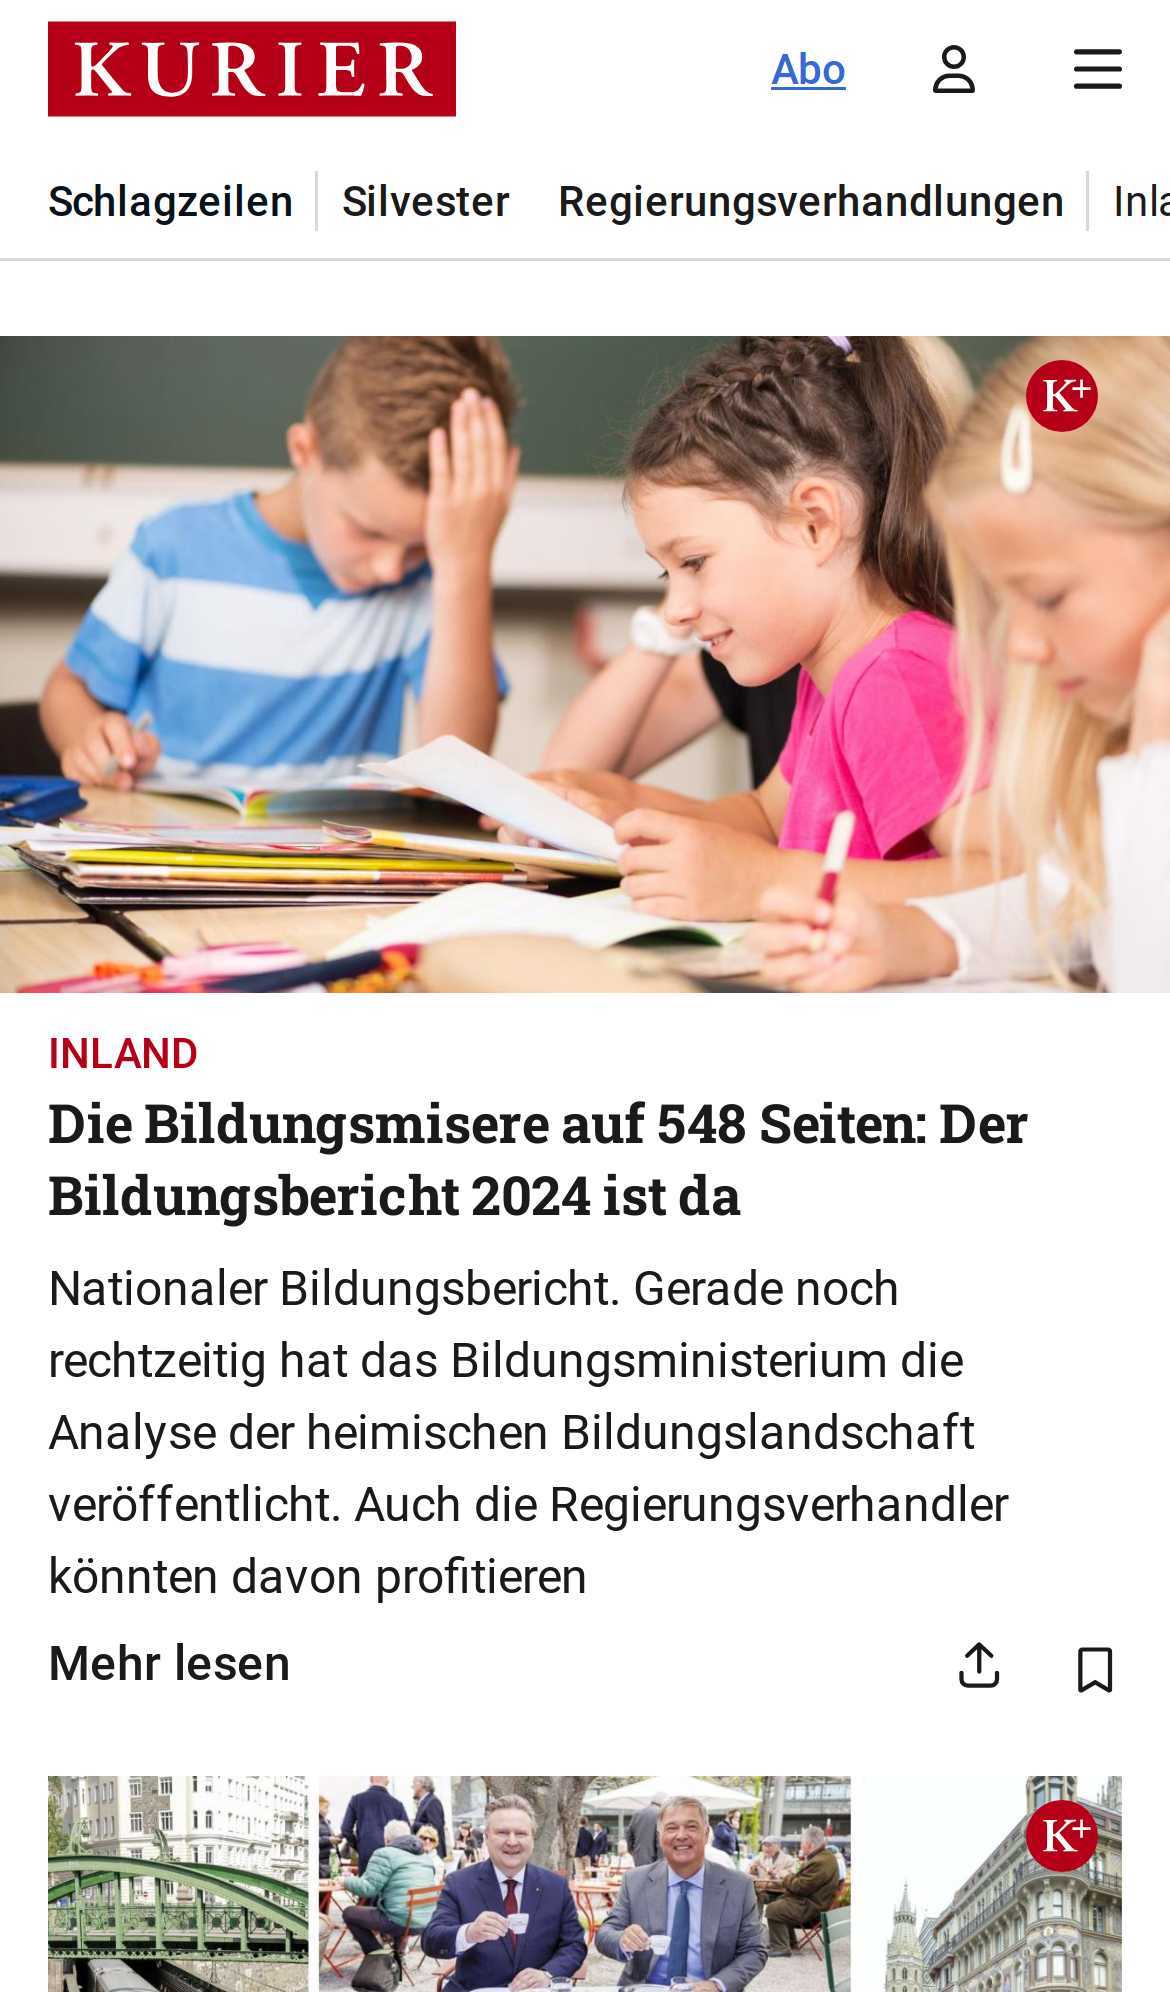 KURIER
Abo
Schlagzeilen
Silvester
Regierungsverhandlungen
Inla
K+
INLAND
Die Bildungsmisere auf 548 Seiten: Der
Bildungsbericht 2024 ist da
Nationaler Bildungsbericht. Gerade noch
rechtzeitig hat das Bildungsministerium die
Analyse der heimischen Bildungslandschaft
veröffentlicht. Auch die Regierungsverhandler
könnten davon profitieren
Mehr lesen
K+